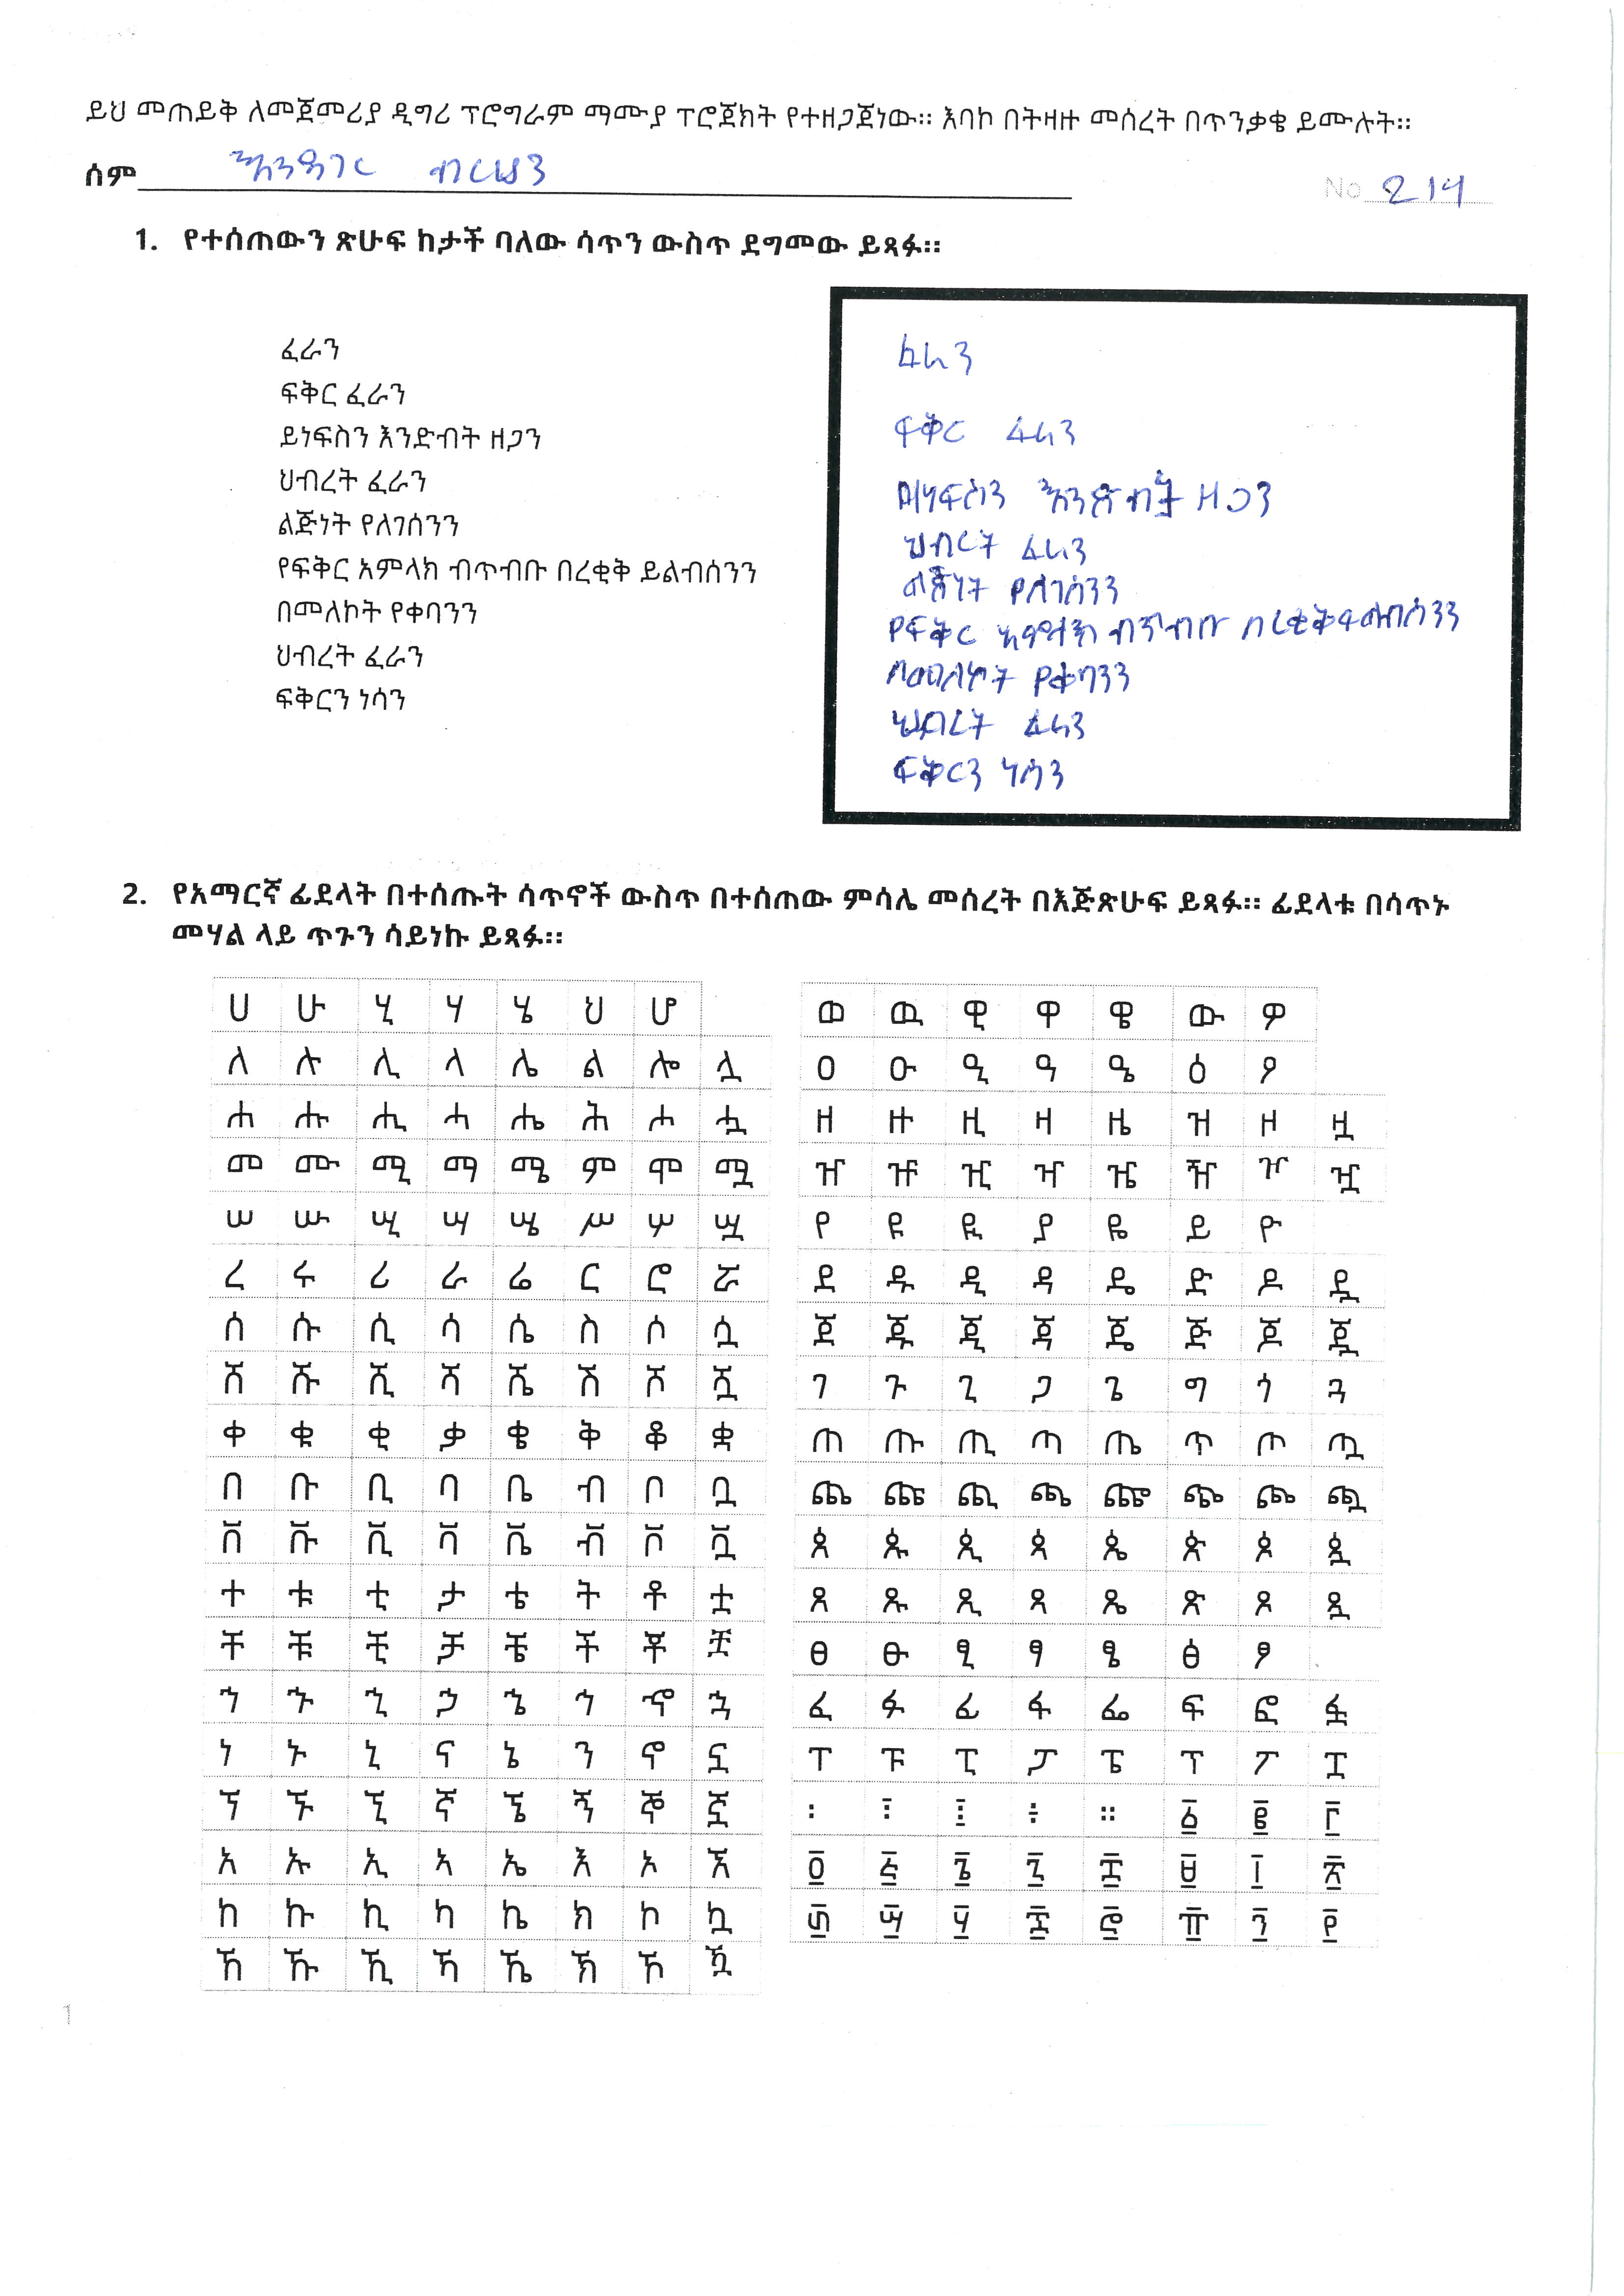 ይህ መጠይቅ ለመጀመሪያ ዲግሪ ፕሮግራም ማሙያ ፕሮጀክት የተዘጋጀነው። እባኮ በትዛዙ መሰረት በጥንቃቄ ይሙሉት።
ሰም እንዳገር ብርሃን No 214
1. የተሰጠውን ጽሁፍ ከታች ባለው ሳጥን ውስጥ ደግመው ይጻፉ።
ፈራን
ፍቅር ፈራን
ይነፍስን እንድብት ዘጋን
ህብረት ፈራን
ልጅነት የለገሰንን
የፍቅር አምላክ ብጥብቡ በረቂቅ ይልብሰንን
በመለኮት የቀባንን
ህብረት ፈራን
ፍቅርን ነሳን
ፈራን
ፍቅር ፈራን
እንድብት ዘጋን
ህብረት ፈራን
ልጅነት የለገሰንን
የፍቅር አምላክ ብጥብቡ
በመለኮት የቀባንን
ህብረት ፈራን
ፍቅርን ነሳን
2. የአማርኛ ፊደላት በተሰጡት ሳጥኖች ውስጥ በተሰጠው ምሳሌ መሰረት በእጅጽሁፍ ይጻፉ። ፊደላቱ በሳጥኑ
መሃል ላይ ጥጉን ሳይነኩ ይጻፉ።
ሀ ሁ ሂ ሃ ሄ ህ ሆ
ለ ሉ ሊ ላ ሌ ል ሎ ሏ
ሐ ሑ ሒ ሓ ሔ ሕ ሖ ሗ
መ ሙ ሚ ማ ሜ ም ሞ ሟ
ሠ ሡ ሢ ሣ ሤ ሥ ሦ ሧ
ረ ሩ ሪ ራ ሬ ር ሮ ሯ
ሰ ሱ ሲ ሳ ሴ ስ ሶ ሷ
ሸ ሹ ሺ ሻ ሼ ሽ ሾ ሿ
ቀ ቁ ቂ ቃ ቄ ቅ ቆ ቋ
በ ቡ ቢ ባ ቤ ብ ቦ ቧ
ቨ ቩ ቪ ቫ ቬ ቭ ቮ ቯ
ተ ቱ ቲ ታ ቴ ት ቶ ቷ
ቸ ቹ ቺ ቻ ቼ ች ቾ ቿ
ኀ ኁ ኂ ኃ ኄ ኅ ኆ ኋ
ነ ኑ ኒ ና ኔ ን ኖ ኗ
ኘ ኙ ኚ ኛ ኜ ኝ ኞ ኟ
አ ኡ ኢ ኣ ኤ እ ኦ ኧ
ከ ኩ ኪ ካ ኬ ክ ኮ ኳ
ኸ ኹ ኺ ኻ ኼ ኽ ኾ ዃ
ወ ዉ ዊ ዋ ዌ ው ዎ
ዐ ዑ ዒ ዓ ዔ ዕ ዖ
ዘ ዙ ዚ ዛ ዜ ዝ ዞ ዟ
ዠ ዡ ዢ ዣ ዤ ዥ ዦ ዧ
የ ዩ ዪ ያ ዬ ይ ዮ
ደ ዱ ዲ ዳ ዴ ድ ዶ ዷ
ጀ ጁ ጂ ጃ ጄ ጅ ጆ ጇ
ገ ጉ ጊ ጋ ጌ ግ ጎ ጓ
ጠ ጡ ጢ ጣ ጤ ጥ ጦ ጧ
ጨ ጩ ጪ ጫ ጬ ጭ ጮ ጯ
ጰ ጱ ጲ ጳ ጴ ጵ ጶ ጷ
ጸ ጹ ጺ ጻ ጼ ጽ ጾ ጿ
ፀ ፁ ፂ ፃ ፄ ፅ ፆ
ፈ ፉ ፊ ፋ ፌ ፍ ፎ ፏ
ፐ ፑ ፒ ፓ ፔ ፕ ፖ ፗ
፡ ፤ ፧ ፥ ። ፩ ፪ ፫
፬ ፭ ፮ ፯ ፰ ፱ ፲ ፳
፴ ፵ ፶ ፷ ፸ ፹ ፺ ፻
1